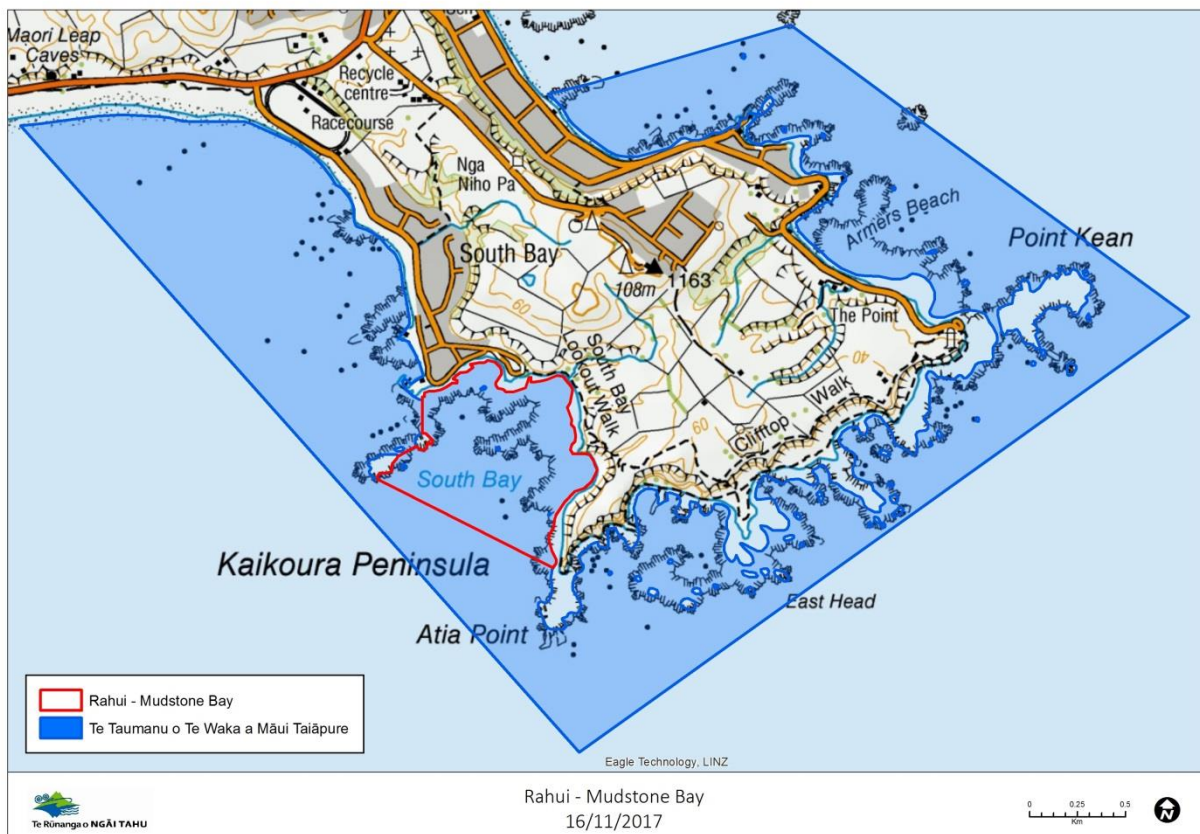 Maori Leap
Caves
Recycle
centre
Racecourse
Nga
Niho Pa
South Bay
1163
108m
60
Armers Beach
Point Kean
The Point
40
South Bay
Lookout Walk
60
Clifftop
Walk
South Bay
Kaikoura Peninsula
Atia Point
East Head
Rahui - Mudstone Bay
Te Taumanu o Te Waka a Māui Taiāpure
Eagle Technology, LINZ
Te Rūnanga o NGĀI TAHU
Rahui - Mudstone Bay
16/11/2017
0 0.25 0.5
Km
N